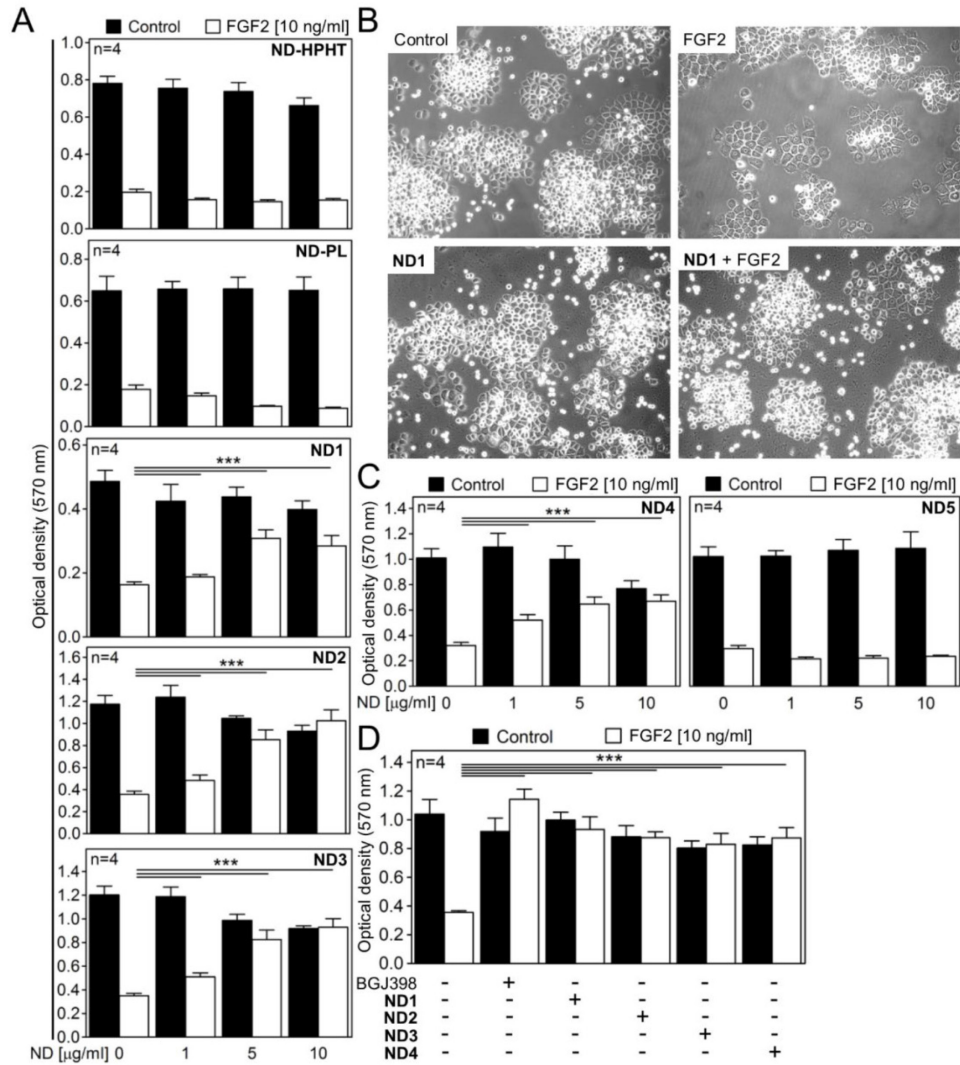 A
■ Control □ FGF2 [10 ng/ml]
n=4 ND-HPHT
1.0
0.8
0.6
0.4
0.2
0.0
n=4 ND-PL
0.8
0.6
0.4
0.2
0.0
n=4 ND1
***
0.6
0.4
0.2
0.0
Optical density (570 nm)
n=4 ND2
***
1.6
1.4
1.2
1.0
0.8
0.6
0.4
0.2
0.0
n=4 ND3
***
1.4
1.2
1.0
0.8
0.6
0.4
0.2
0.0
ND [µg/ml] 0 1 5 10
B
Control
FGF2
ND1
ND1 + FGF2
C
■ Control □ FGF2 [10 ng/ml]
n=4 ND4
***
1.4
1.2
1.0
0.8
0.6
0.4
0.2
0.0
Optical density (570 nm)
ND [µg/ml] 0 1 5 10
■ Control □ FGF2 [10 ng/ml]
n=4 ND5
0 1 5 10
D
■ Control □ FGF2 [10 ng/ml]
n=4
***
1.4
1.2
1.0
0.8
0.6
0.4
0.2
0.0
Optical density (570 nm)
BGJ398 - + - - - -
ND1 - - + - - -
ND2 - - - + - -
ND3 - - - - + -
ND4 - - - - - +